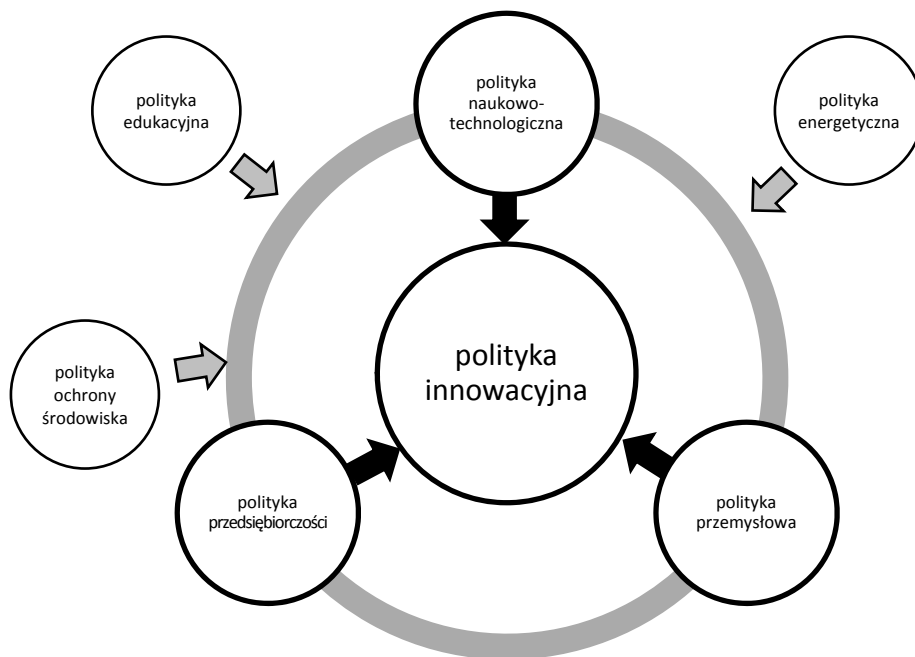 polityka
edukacyjna
polityka
naukowo-
technologiczna
polityka
energetyczna
polityka
ochrony
środowiska
polityka
innowacyjna
polityka
przedsiębiorczości
polityka
przemysłowa